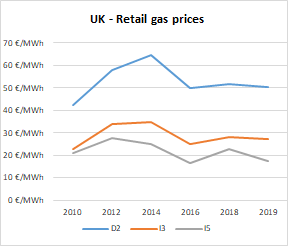 UK - Retail gas prices
70 €/MWh
60 €/MWh
50 €/MWh
40 €/MWh
30 €/MWh
20 €/MWh
10 €/MWh
0 €/MWh
2010 2012 2014 2016 2018 2019
D2 I3 I5